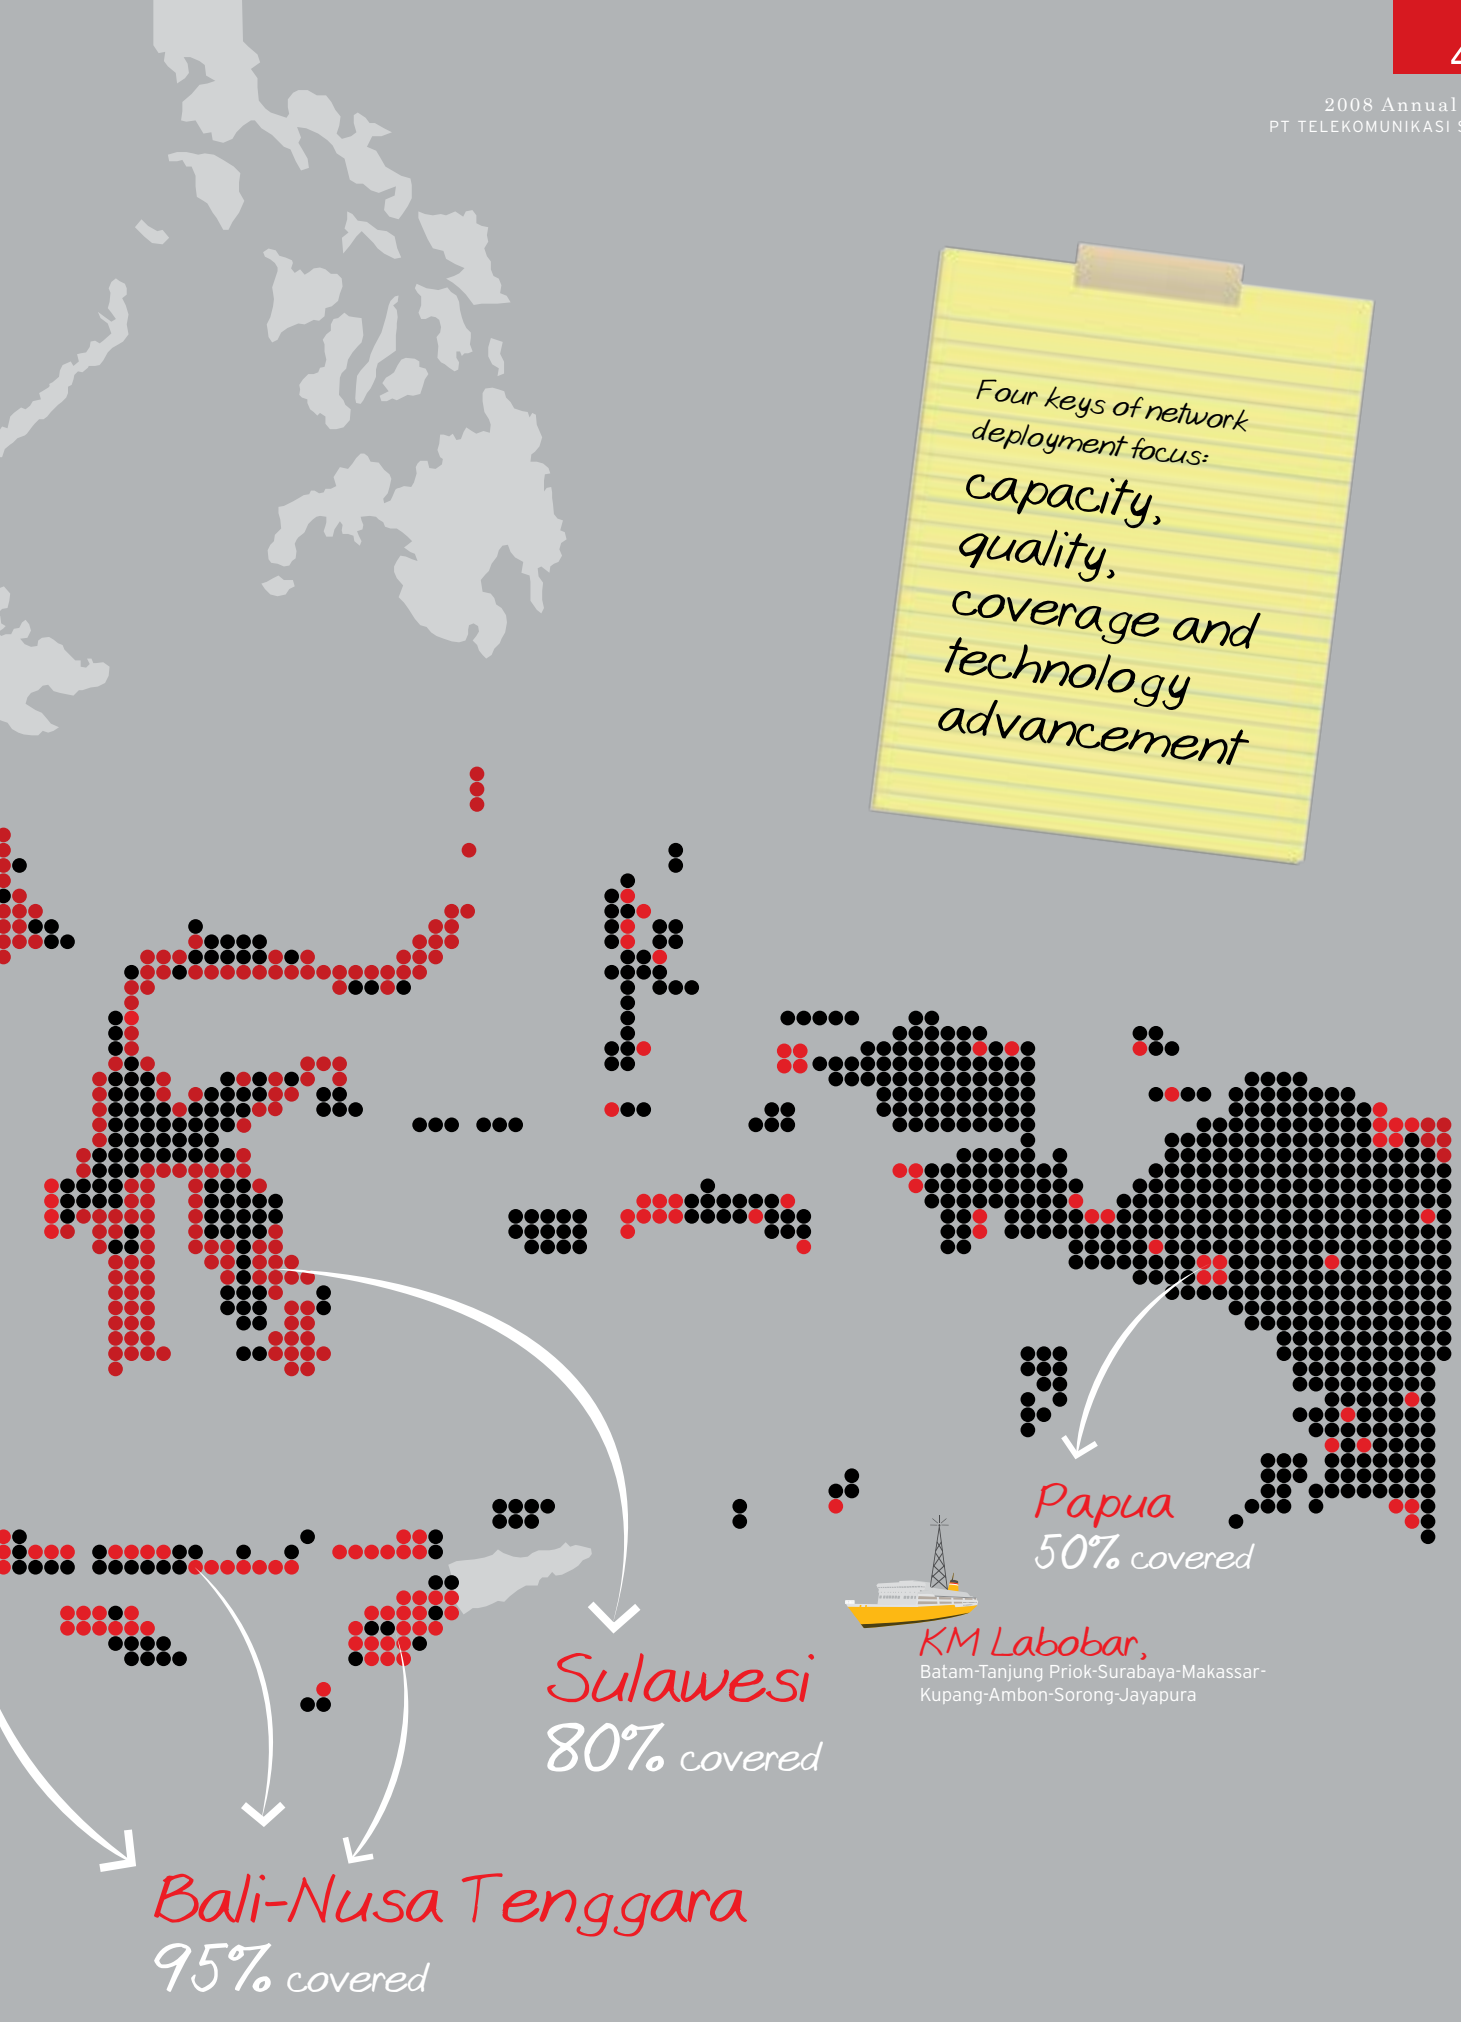 2008 Annual
PT TELEKOMUNIKASI
Four keys of network
deployment focus:
capacity,
quality,
coverage and
technology
advancement
Papua
50% covered
KM Labobar,
Batam-Tanjung Priok-Surabaya-Makassar-
Kupang-Ambon-Sorong-Jayapura
Sulawesi
80% covered
Bali-Nusa Tenggara
95% covered